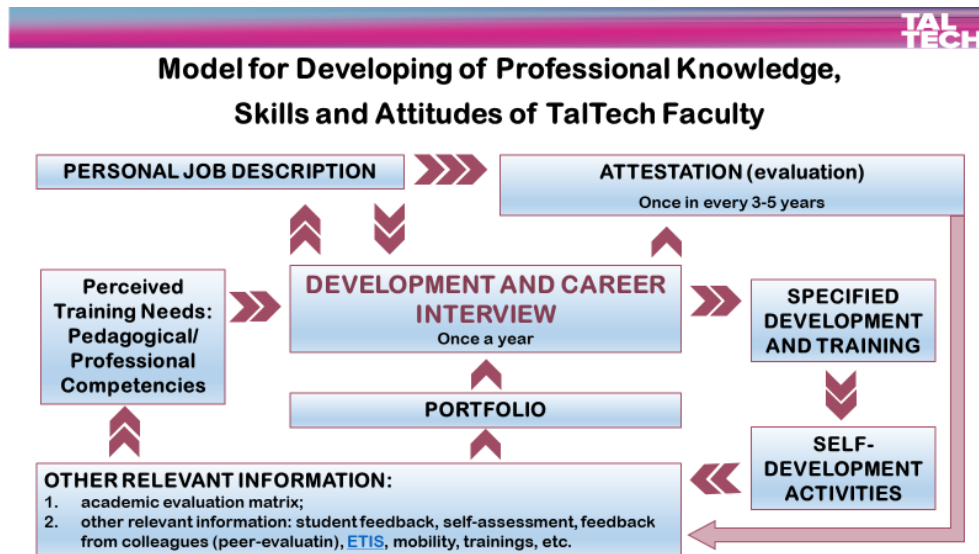 TAL
TECH
Model for Developing of Professional Knowledge,
Skills and Attitudes of TalTech Faculty
PERSONAL JOB DESCRIPTION
ATTESTATION (evaluation)
Once in every 3-5 years
Perceived
Training Needs:
Pedagogical/
Professional
Competencies
DEVELOPMENT AND CAREER
INTERVIEW
Once a year
SPECIFIED
DEVELOPMENT
AND TRAINING
PORTFOLIO
SELF-
DEVELOPMENT
ACTIVITIES
OTHER RELEVANT INFORMATION:
1. academic evaluation matrix;
2. other relevant information: student feedback, self-assessment, feedback
from colleagues (peer-evaluatin), ETIS, mobility, trainings, etc.